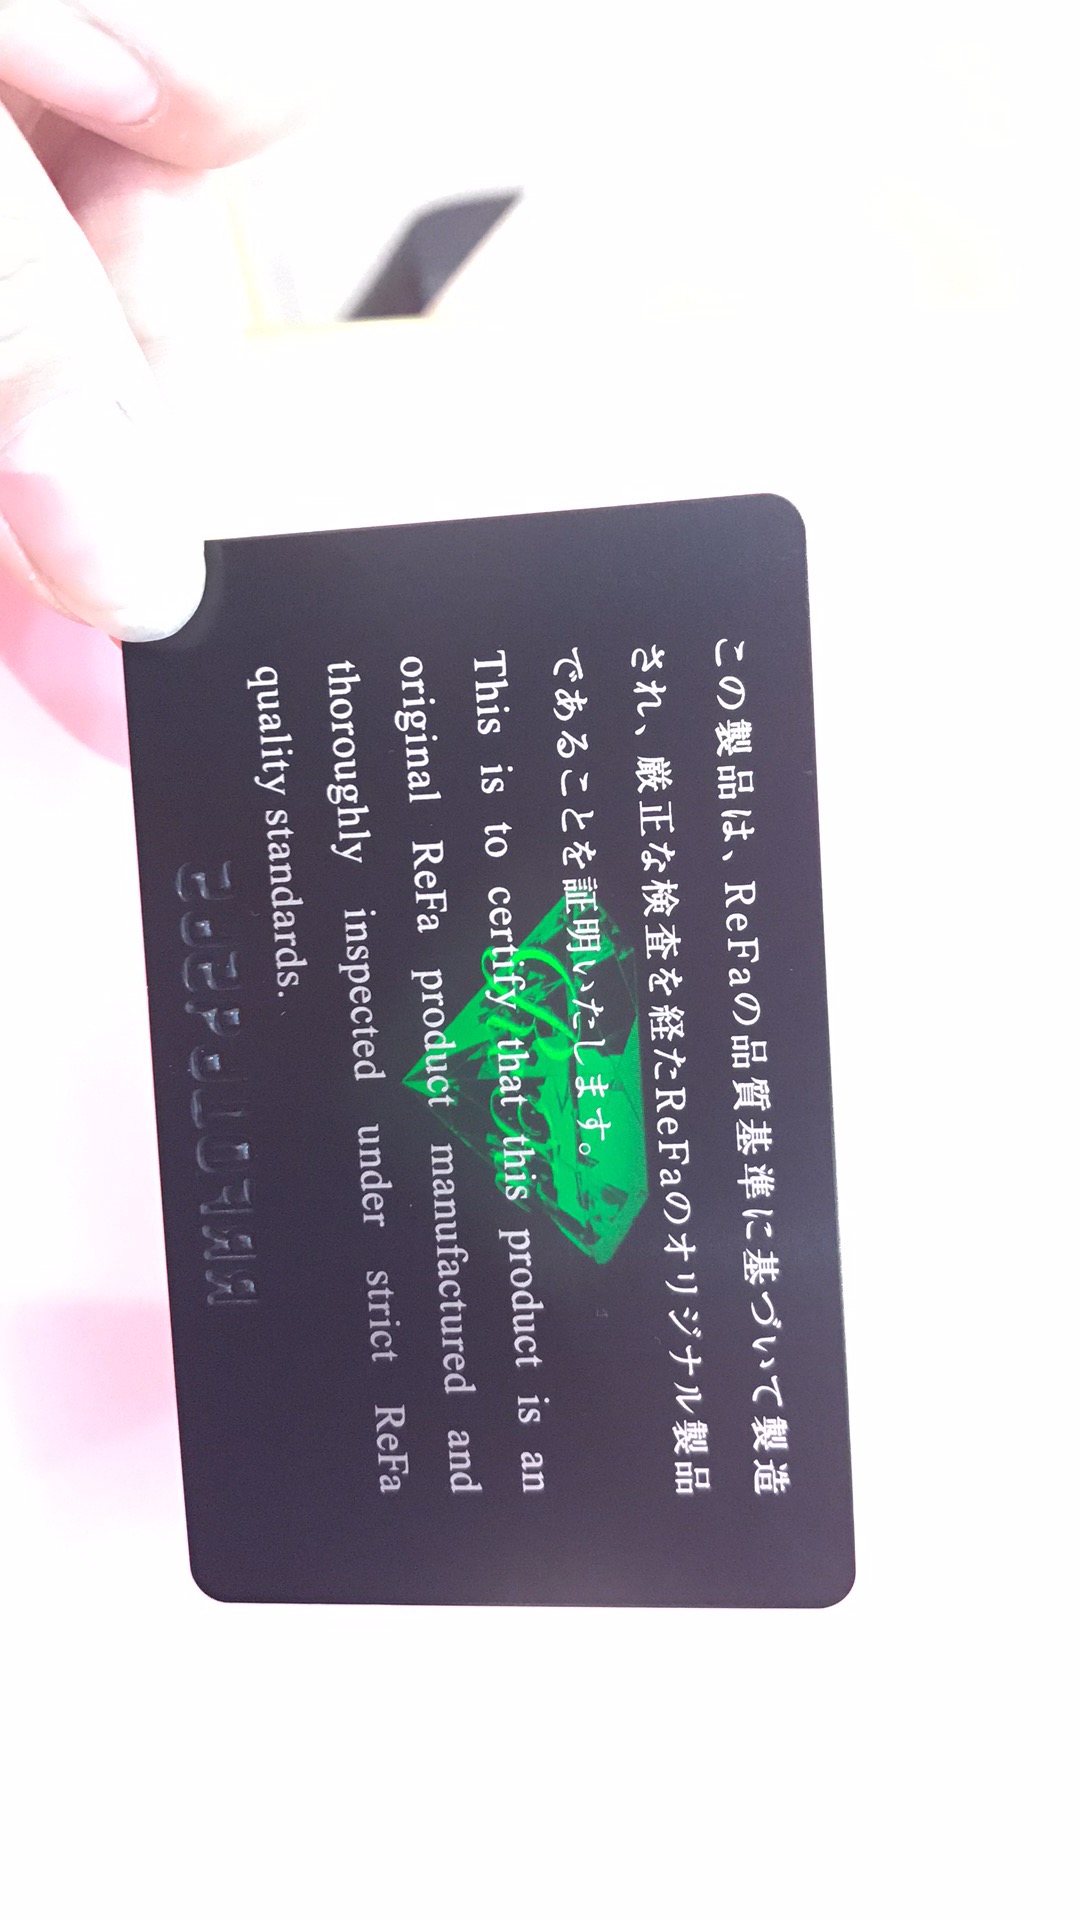 この製品は、ReFaの品質基準に基づいて製造
され、厳正な検査を経たReFaのオリジナル製品
であることを証明いたします。
This is to certify that this product is an
original ReFa product manufactured and
thoroughly inspected under strict ReFa
quality standards.